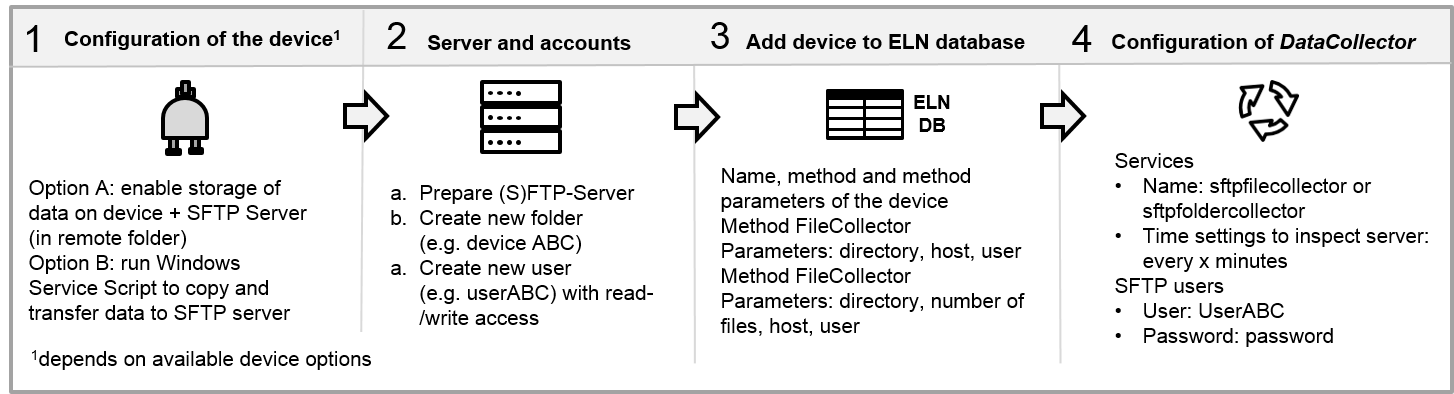 1 Configuration of the device¹
Option A: enable storage of
data on device + SFTP Server
(in remote folder)
Option B: run Windows
Service Script to copy and
transfer data to SFTP server
¹depends on available device options
2 Server and accounts
a. Prepare (S)FTP-Server
b. Create new folder
(e.g. device ABC)
a. Create new user
(e.g. userABC) with read-
/write access
3 Add device to ELN database
ELN
DB
Name, method and method
parameters of the device
Method FileCollector
Parameters: directory, host, user
Method FileCollector
Parameters: directory, number of
files, host, user
4 Configuration of DataCollector
Services
• Name: sftpfilecollector or
sftpfoldercollector
• Time settings to inspect server:
every x minutes
SFTP users
• User: UserABC
• Password: password